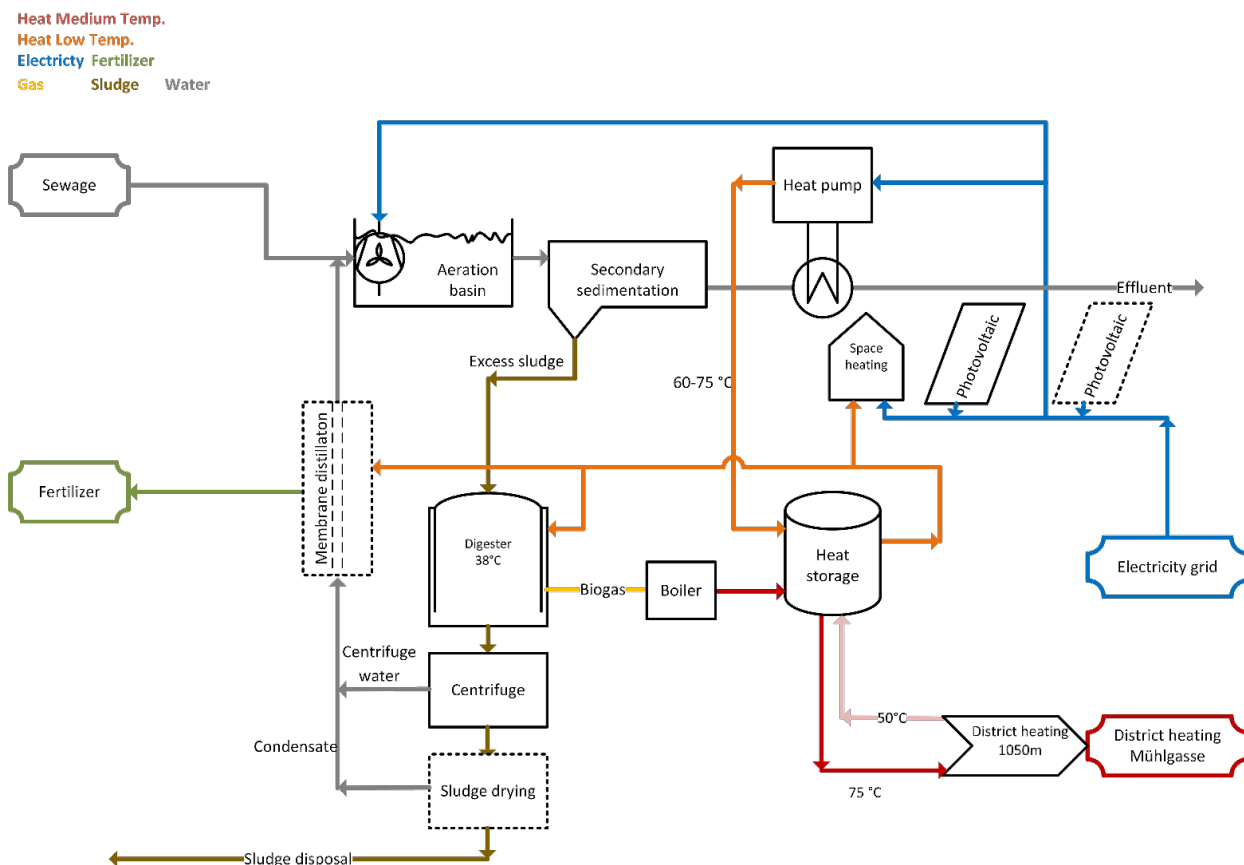 Heat Medium Temp.
Heat Low Temp.
Electricty Fertilizer
Gas Sludge Water
Sewage
Heat pump
Aeration
basin
Secondary
sedimentation
Effluent
Space
heating
Photovoltaic
Photovoltaic
Excess sludge
60-75 °C
Membrane distillaton
Fertilizer
Digester
38°C
Heat
storage
Electricity grid
Biogas
Boiler
Centrifuge
water
Centrifuge
50°C
District heating
1050m
District heating
Mühlgasse
Condensate
Sludge drying
75 °C
Sludge disposal